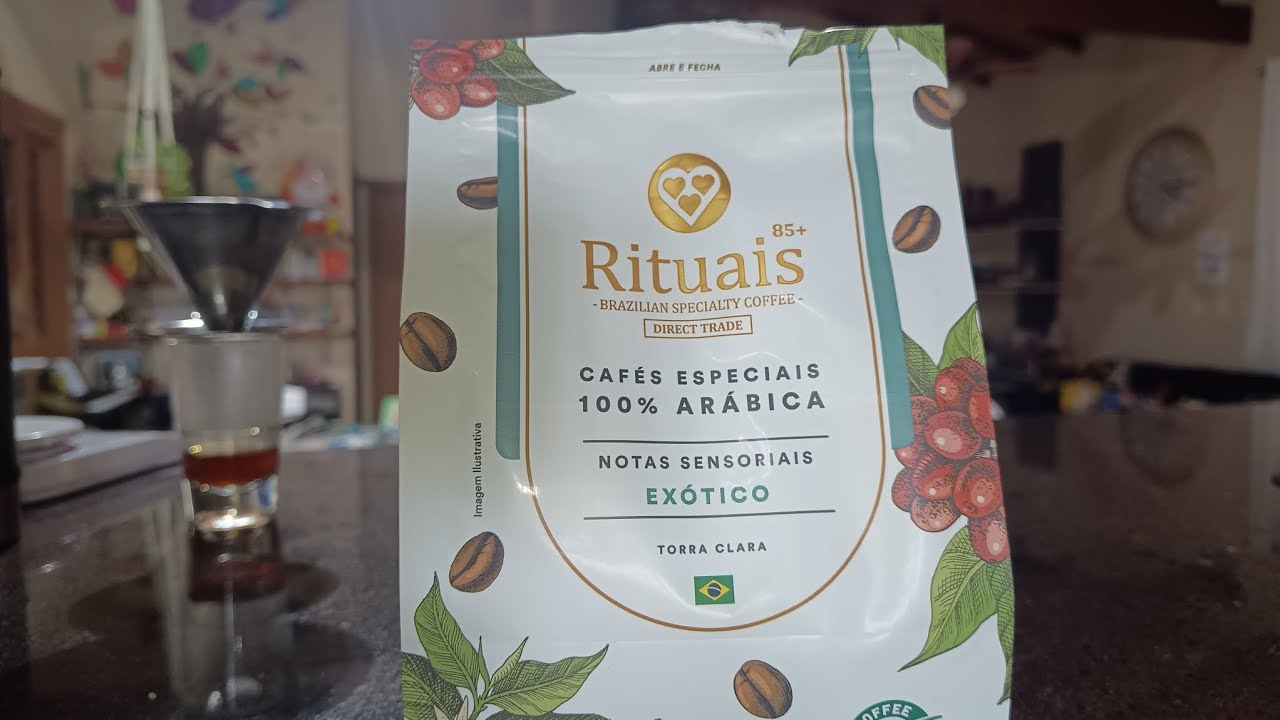 ABRE E FECHA
85+
Rituais
- BRAZILIAN SPECIALTY COFFEE -
DIRECT TRADE
CAFÉS ESPECIAIS
100% ARÁBICA
NOTAS SENSORIAIS
EXÓTICO
TORRA CLARA
Imagem Ilustrativa
COFFEE